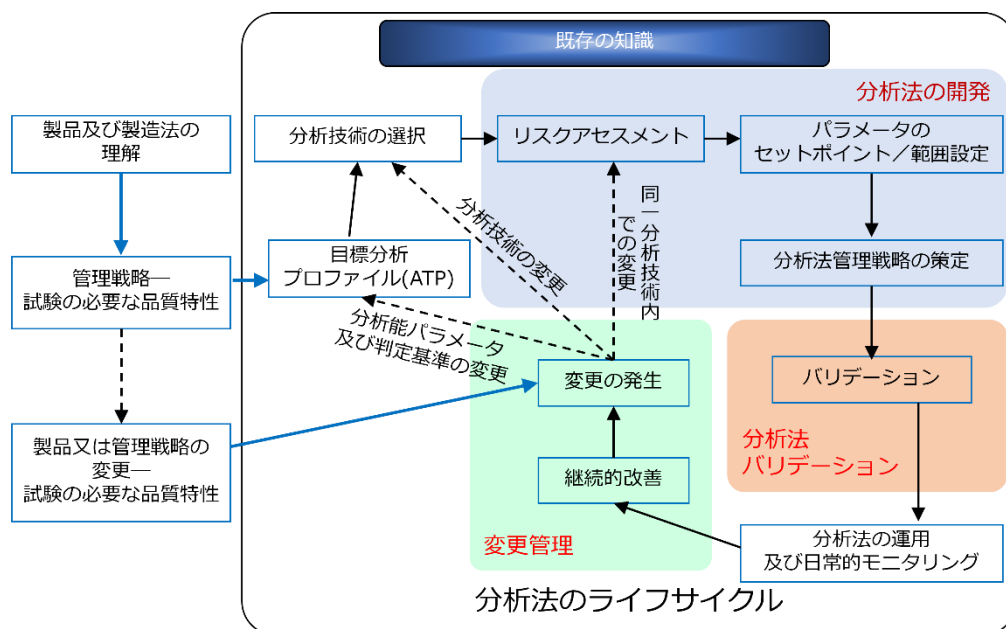 既存の知識
分析法の開発
製品及び製造法の
理解
分析技術の選択
リスクアセスメント
パラメータの
セットポイント／範囲設定
分析技術の変更
同一分析技術内
での変更
管理戦略―
試験の必要な品質特性
目標分析
プロファイル(ATP)
分析法管理戦略の策定
分析能パラメータ
及び判定基準の変更
変更の発生
バリデーション
製品又は管理戦略の
変更―
試験の必要な品質特性
分析法
バリデーション
継続的改善
変更管理
分析法の運用
及び日常的モニタリング
分析法のライフサイクル